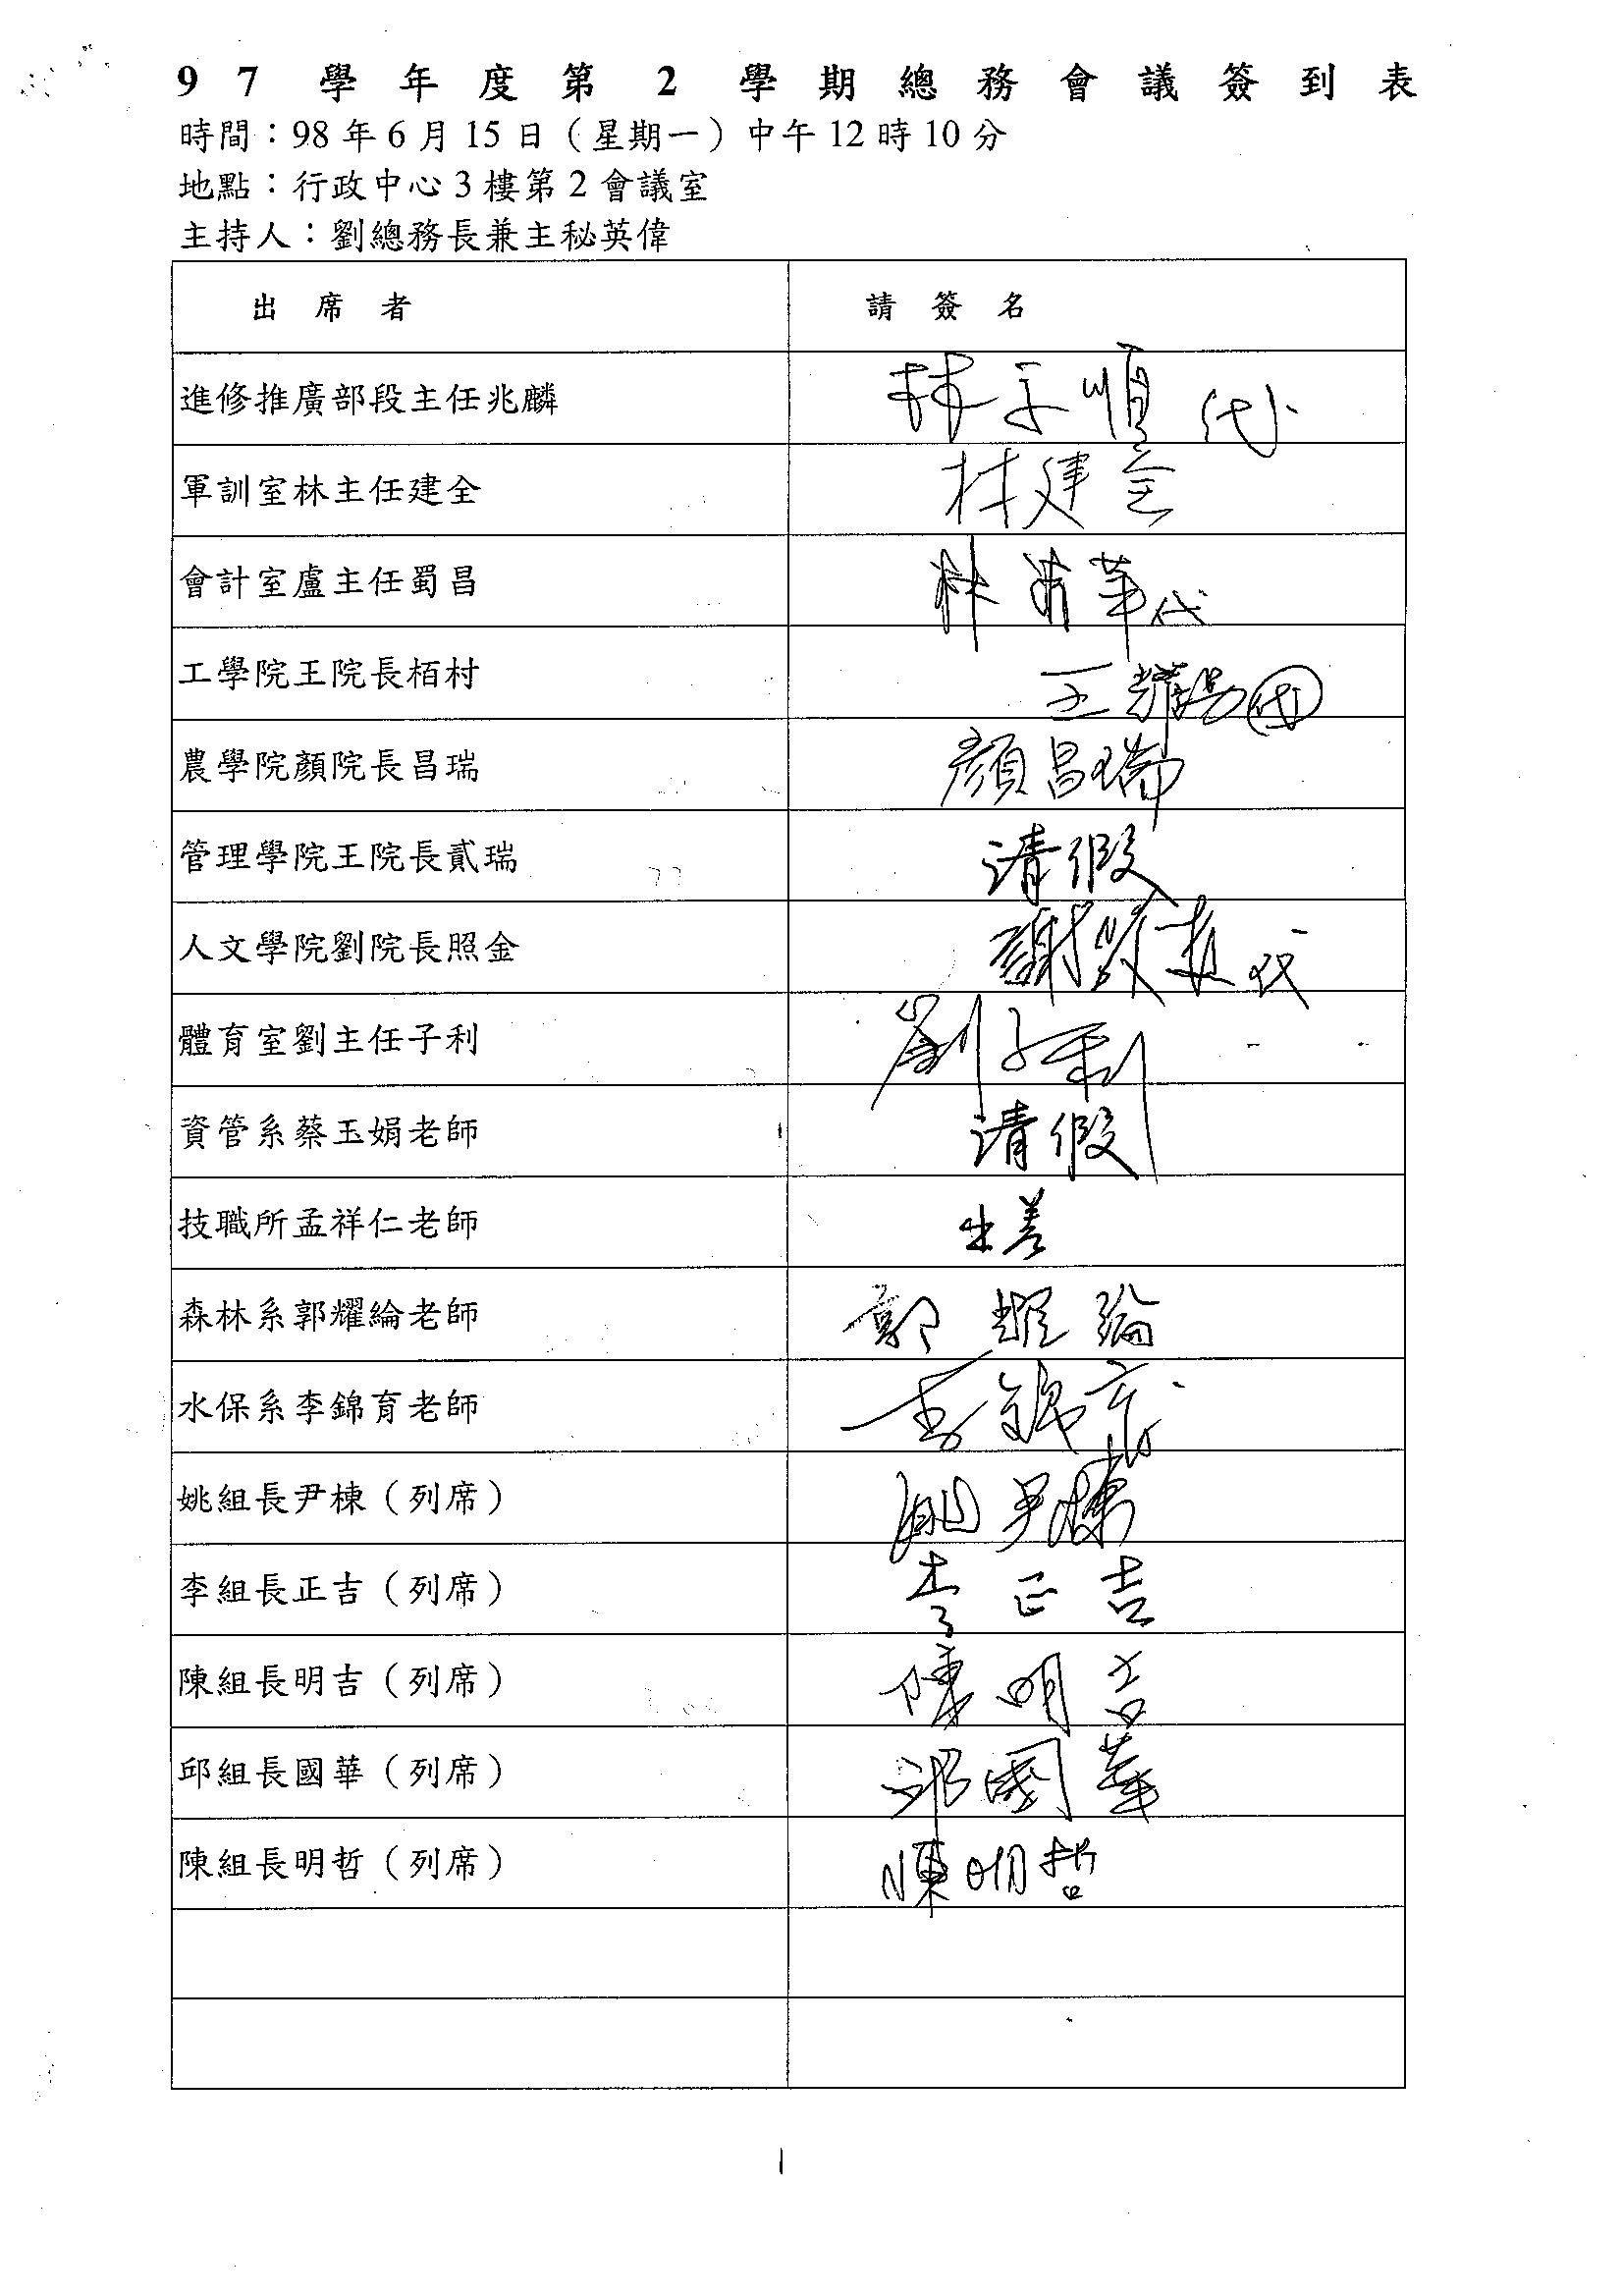 97學年度第2學期總務會議簽到表
時間：98年6月15日（星期一）中午12時10分
地點：行政中心3樓第2會議室
主持人：劉總務長兼主秘英偉
出席者 請簽名
進修推廣部段主任兆麟 林永順 代
軍訓室林主任建全 林建全
會計室盧主任蜀昌 林清華代
工學院王院長栢村 王耀揚代
農學院顏院長昌瑞 顏昌瑞
管理學院王院長貳瑞 请假
人文學院劉院長照金 謝 代
體育室劉主任子利 劉子利
資管系蔡玉娟老師 请假
技職所孟祥仁老師
森林系郭耀綸老師 郭耀綸
水保系李錦育老師 李錦育
姚組長尹棟（列席） 姚尹棟
李組長正吉（列席） 李正吉
陳組長明吉（列席） 陳明吉
邱組長國華（列席） 邱國華
陳組長明哲（列席） 陳明哲
1